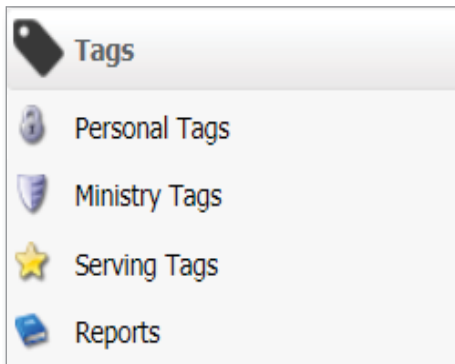 Tags
Personal Tags
Ministry Tags
Serving Tags
Reports